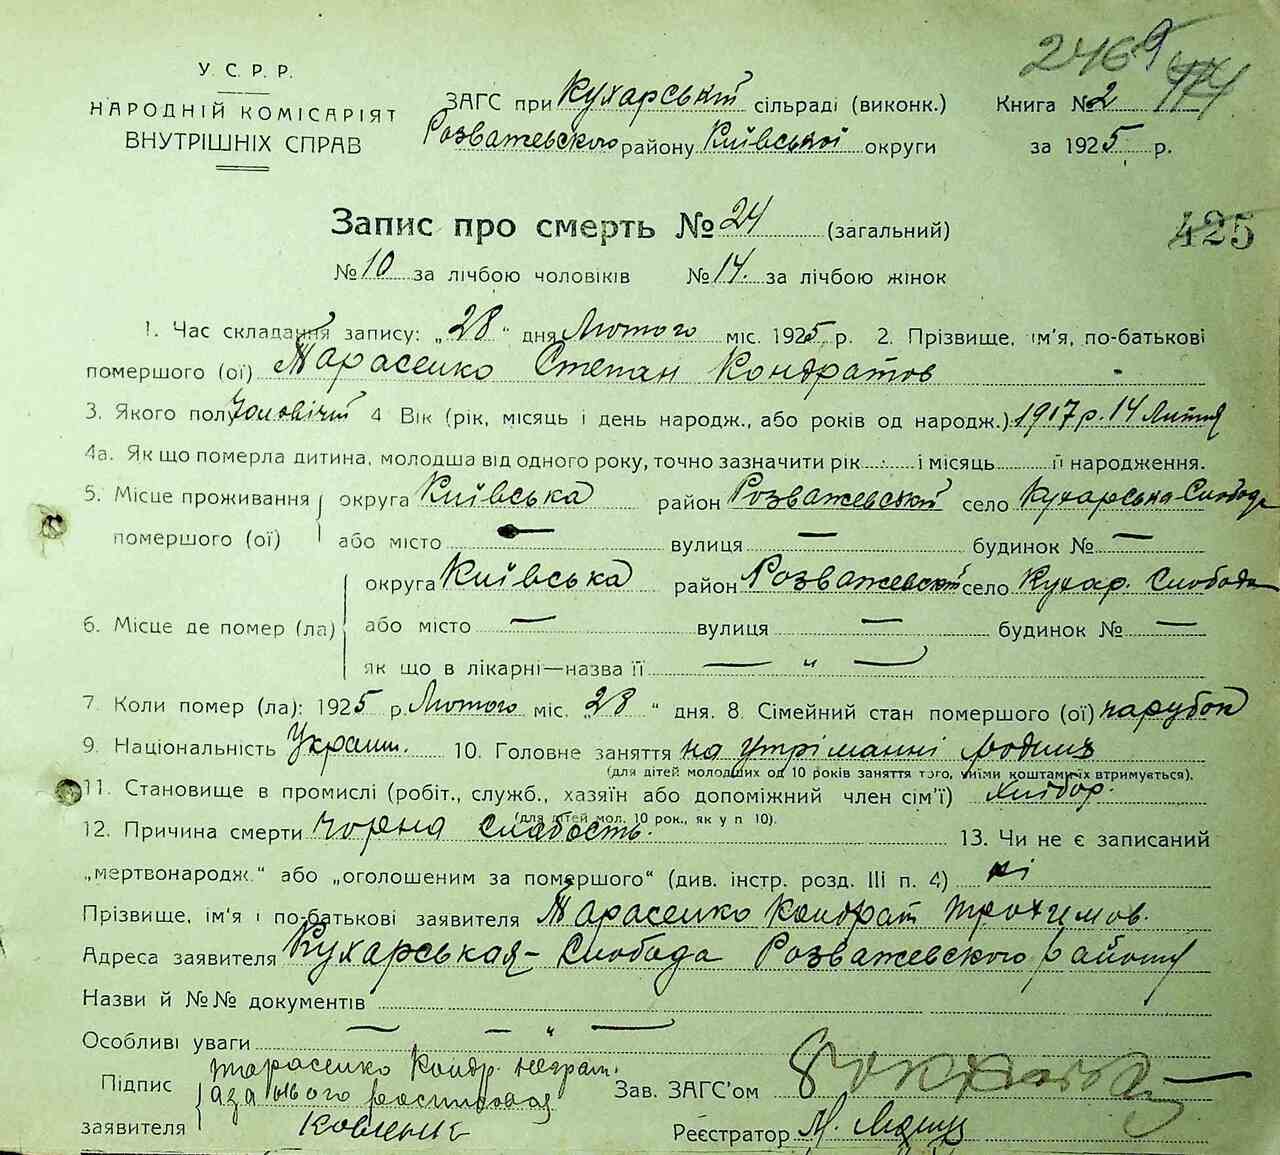 2469
474
У. С. Р. Р.
НАРОДНІЙ КОМІСАРІЯТ
ВНУТРІШНІХ СПРАВ
ЗАГС при Кухарській сільраді (виконк.) Книга № 2
Розважевского району Київської округи за 1925 р.
Запис про смерть № 24 (загальний)
425
№ 10 за лічбою чоловіків № 14. за лічбою жінок
1. Час складання запису: „28“ дня Лютого міс. 1925 р. 2. Прізвище, ім'я, по-батькові
помершого (ої) Тарасенко Степан Кондратов
3. Якого полу Чоловічій 4 Вік (рік, місяць і день народж., або років од народж.) 1917 р. 14 Липня
4а. Як що померла дитина, молодша від одного року, точно зазначити рік і місяць її народження.
5. Місце проживання округа Київська район Розважевський село Кухарська Слобода
помершого (ої) або місто — вулиця — будинок № —
округа Київська район Розважевский село Кухар. Слобода
6. Місце де помер (ла) або місто — вулиця — будинок № —
як що в лікарні—назва її — „ —
7. Коли помер (ла): 1925 р. Лютого міс. „28“ дня. 8. Сімейний стан помершого (ої) парубок
9. Національність Україн. 10. Головне заняття на утріманні родини
(для дітей молодших од 10 років заняття того, чиїми коштами їх втримується).
11. Становище в промислі (робіт., служб., хазяїн або допоміжний член сім'ї) хлібор.
(для дітей мол. 10 рок., як у п 10).
12. Причина смерти чорна слабость. 13. Чи не є записаний
„мертвонародж.“ або „оголошеним за помершого“ (див. інстр. розд. III п. 4) ні
Прізвище, ім'я і по-батькові заявителя Тарасенко Кондрат Трохимов.
Адреса заявителя Кухарськая-Слобода Розважевского району
Назви й №№ документів
Особливі уваги — — „ —
Підпис заявителя Тарасенко Кондр. неграм.
а за нього
Зав. ЗАГС'ом
Реєстратор М.